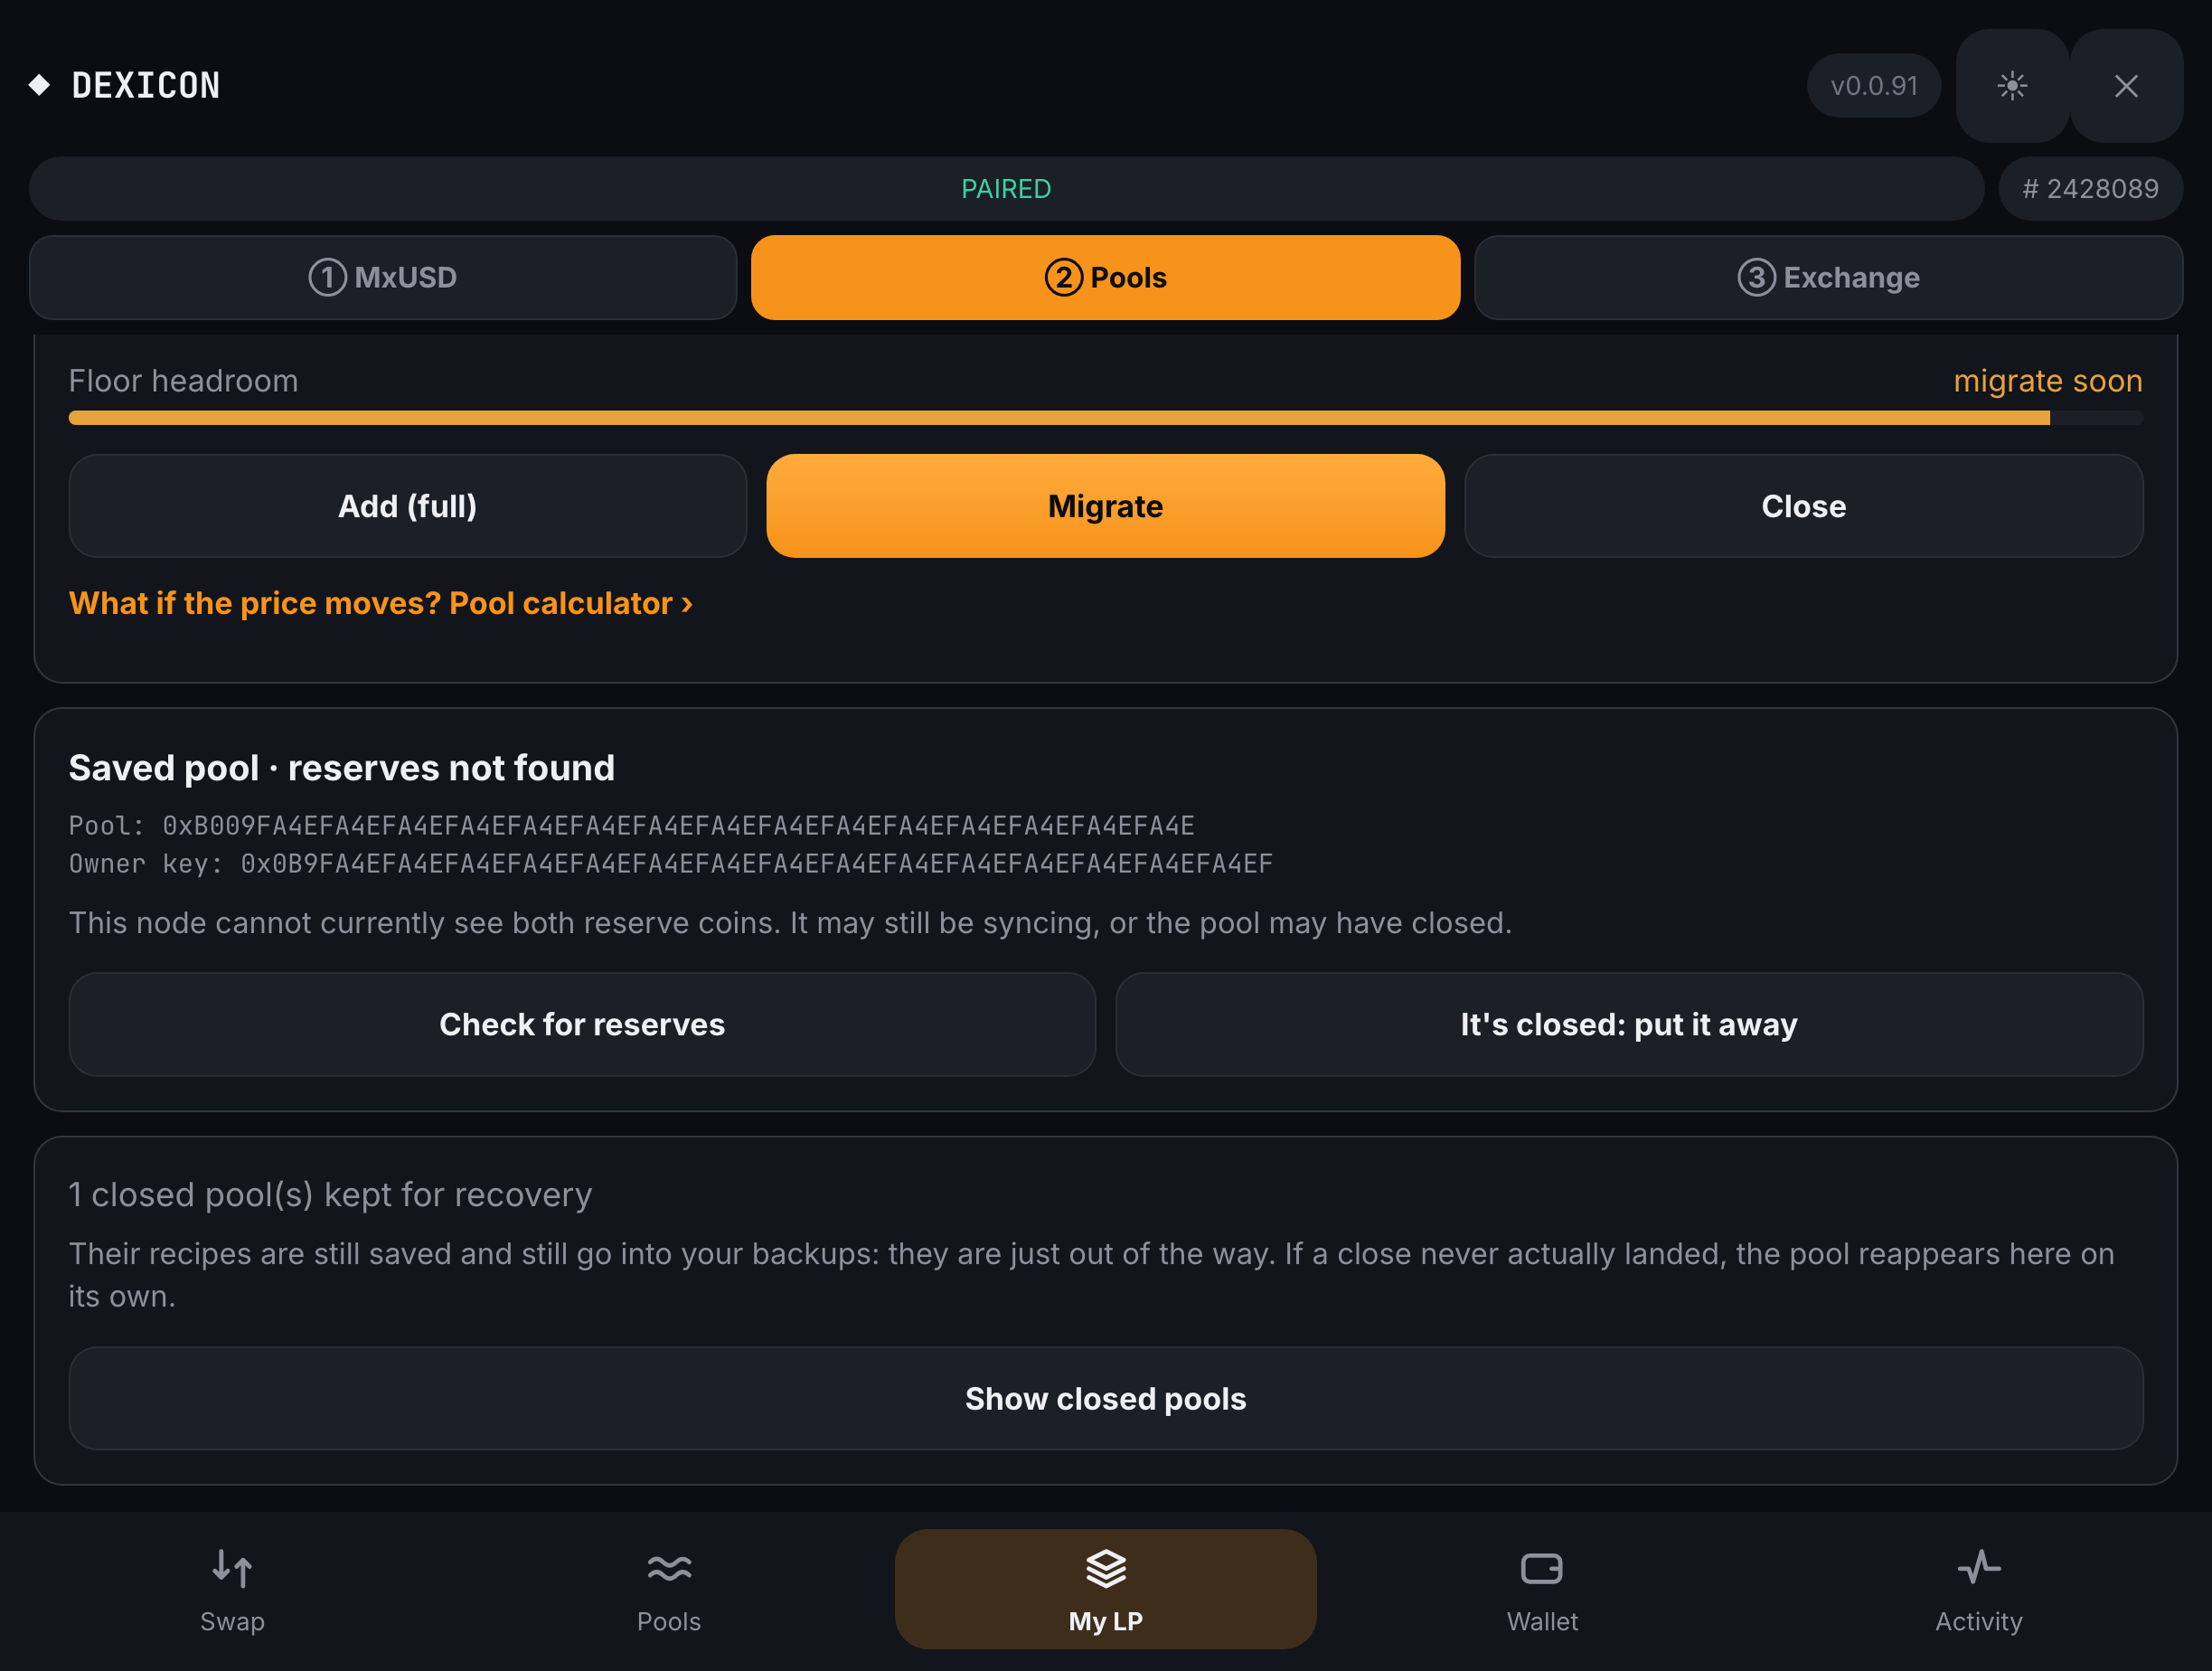 DEXICON
v0.0.91
PAIRED
# 2428089
1 MxUSD
2 Pools
3 Exchange
Floor headroom
migrate soon
Add (full)
Migrate
Close
What if the price moves? Pool calculator ›
Saved pool · reserves not found
Pool: 0xB009FA4EFA4EFA4EFA4EFA4EFA4EFA4EFA4EFA4EFA4EFA4EFA4EFA4EFA4EFA4E
Owner key: 0x0B9FA4EFA4EFA4EFA4EFA4EFA4EFA4EFA4EFA4EFA4EFA4EFA4EFA4EFA4EFA4EF
This node cannot currently see both reserve coins. It may still be syncing, or the pool may have closed.
Check for reserves
It's closed: put it away
1 closed pool(s) kept for recovery
Their recipes are still saved and still go into your backups: they are just out of the way. If a close never actually landed, the pool reappears here on
its own.
Show closed pools
Swap
Pools
My LP
Wallet
Activity